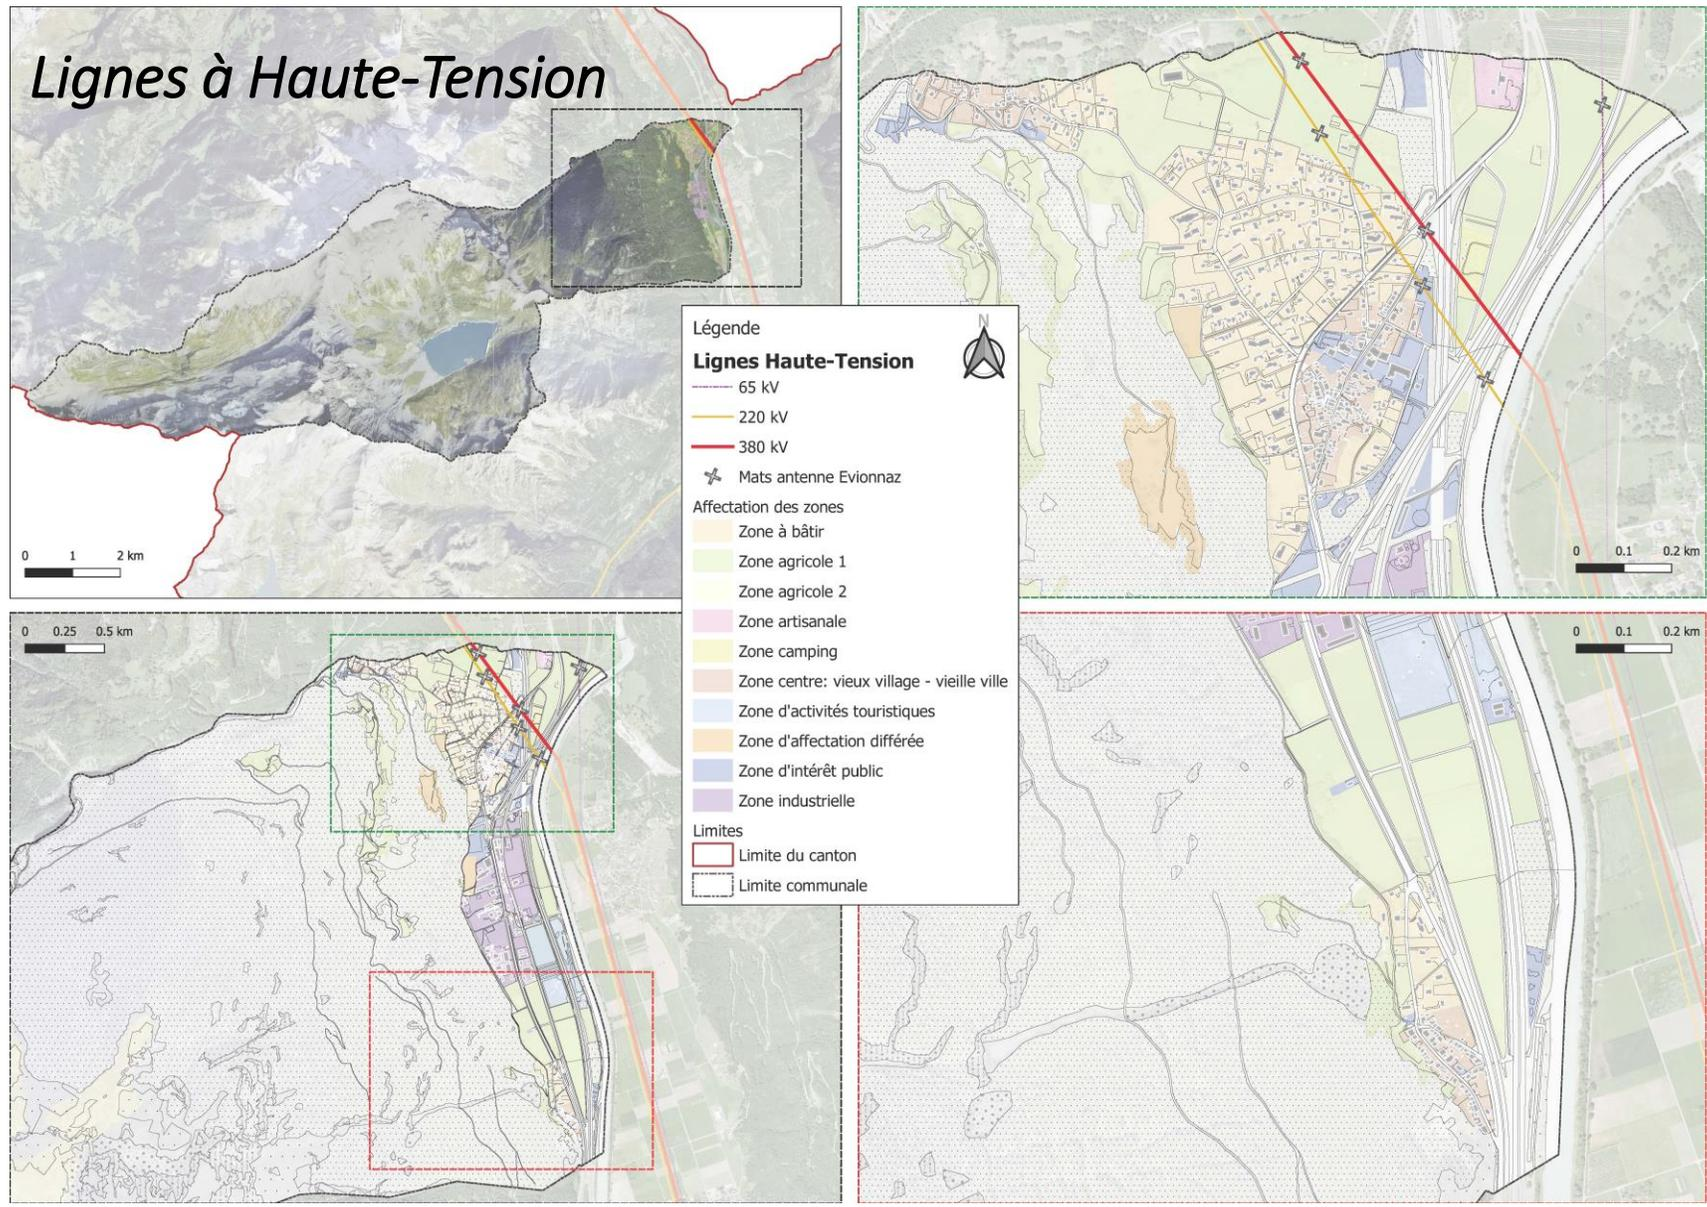 Lignes à Haute-Tension
0 1 2 km
0 0.1 0.2 km
Légende
N
Lignes Haute-Tension
65 kV
220 kV
380 kV
Mats antenne Evionnaz
Affectation des zones
Zone à bâtir
Zone agricole 1
Zone agricole 2
Zone artisanale
Zone camping
Zone centre: vieux village - vieille ville
Zone d'activités touristiques
Zone d'affectation différée
Zone d'intérêt public
Zone industrielle
Limites
Limite du canton
Limite communale
0 0.25 0.5 km
0 0.1 0.2 km